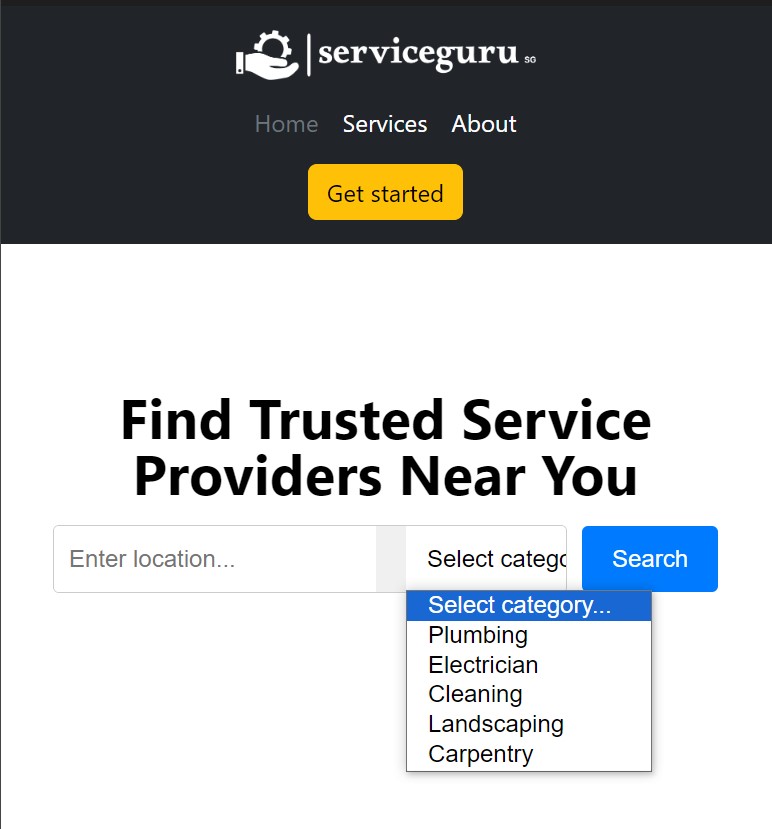 serviceguru SG
Home Services About
Get started
Find Trusted Service
Providers Near You
Enter location... Select catego Search
Select category...
Plumbing
Electrician
Cleaning
Landscaping
Carpentry